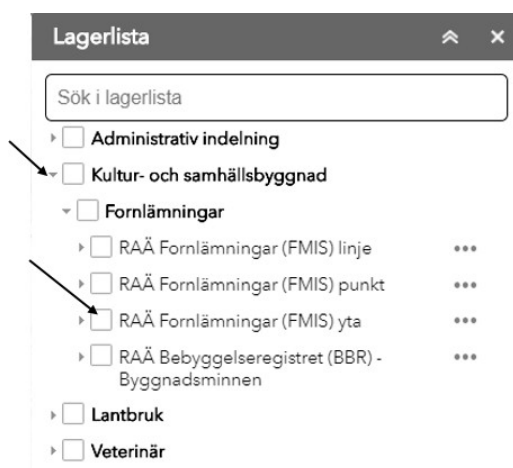 Lagerlista
Sök i lagerlista
Administrativ indelning
Kultur- och samhällsbyggnad
Fornlämningar
RAÄ Fornlämningar (FMIS) linje
RAÄ Fornlämningar (FMIS) punkt
RAÄ Fornlämningar (FMIS) yta
RAÄ Bebyggelseregistret (BBR) -
Byggnadsminnen
Lantbruk
Veterinär